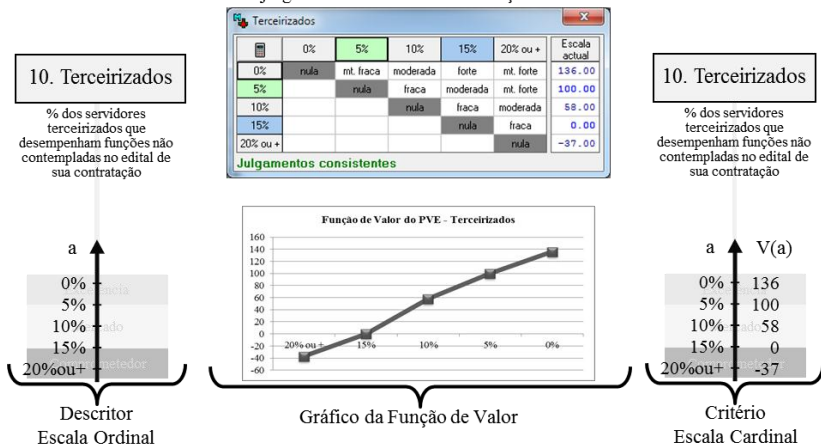 Terceirizados
0% 5% 10% 15% 20% ou + Escala actual
0% nula mt. fraca moderada forte mt. forte 136.00
5% nula fraca moderada mt. forte 100.00
10% nula fraca moderada 58.00
15% nula fraca 0.00
20% ou + nula -37.00
Julgamentos consistentes
10. Terceirizados
% dos servidores
terceirizados que
desempenham funções não
contempladas no edital de
sua contratação
a
0%
5%
10%
15%
20%ou+
Descritor
Escala Ordinal
Função de Valor do PVE - Terceirizados
160
140
120
100
80
60
40
20
0
-20
-40
-60
20% ou + 15% 10% 5% 0%
Gráfico da Função de Valor
10. Terceirizados
% dos servidores
terceirizados que
desempenham funções não
contempladas no edital de
sua contratação
a V(a)
0% 136
5% 100
10% 58
15% 0
20%ou+ -37
Critério
Escala Cardinal